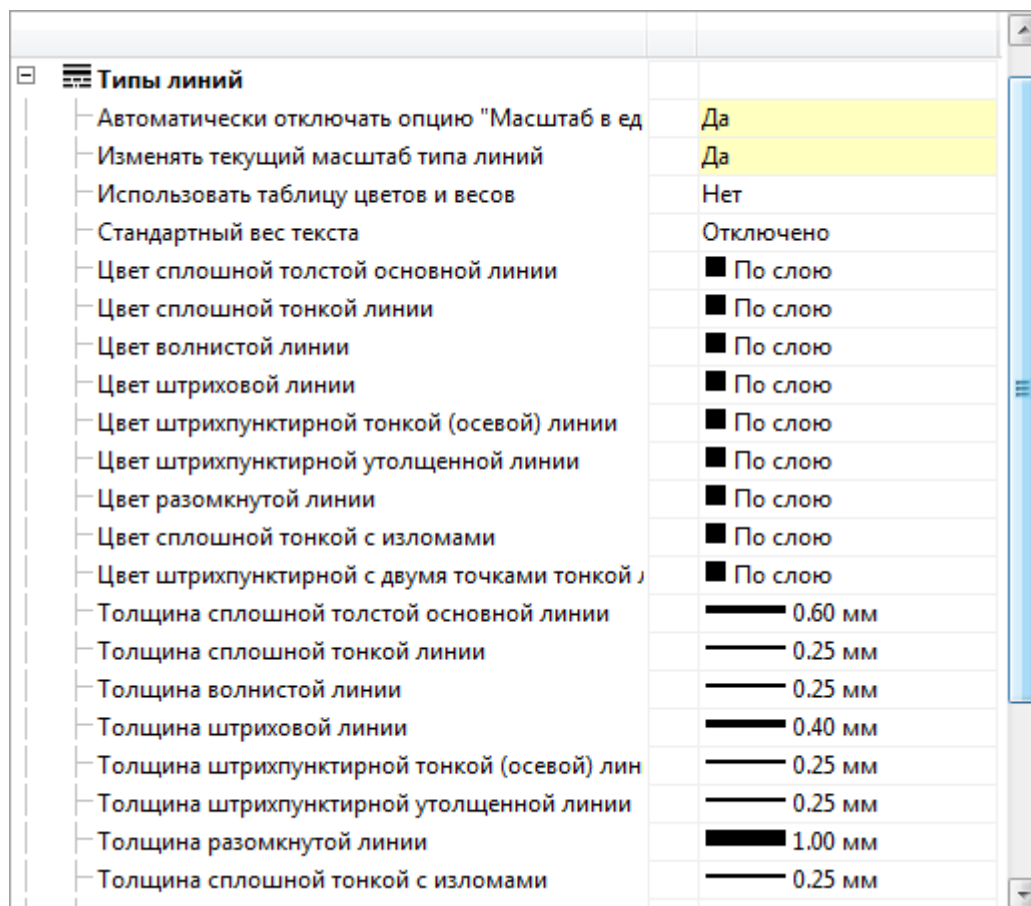 Типы линий
Автоматически отключать опцию "Масштаб в ед Да
Изменять текущий масштаб типа линий Да
Использовать таблицу цветов и весов Нет
Стандартный вес текста Отключено
Цвет сплошной толстой основной линии По слою
Цвет сплошной тонкой линии По слою
Цвет волнистой линии По слою
Цвет штриховой линии По слою
Цвет штрихпунктирной тонкой (осевой) линии По слою
Цвет штрихпунктирной утолщенной линии По слою
Цвет разомкнутой линии По слою
Цвет сплошной тонкой с изломами По слою
Цвет штрихпунктирной с двумя точками тонкой По слою
Толщина сплошной толстой основной линии 0.60 мм
Толщина сплошной тонкой линии 0.25 мм
Толщина волнистой линии 0.25 мм
Толщина штриховой линии 0.40 мм
Толщина штрихпунктирной тонкой (осевой) лин 0.25 мм
Толщина штрихпунктирной утолщенной линии 0.25 мм
Толщина разомкнутой линии 1.00 мм
Толщина сплошной тонкой с изломами 0.25 мм